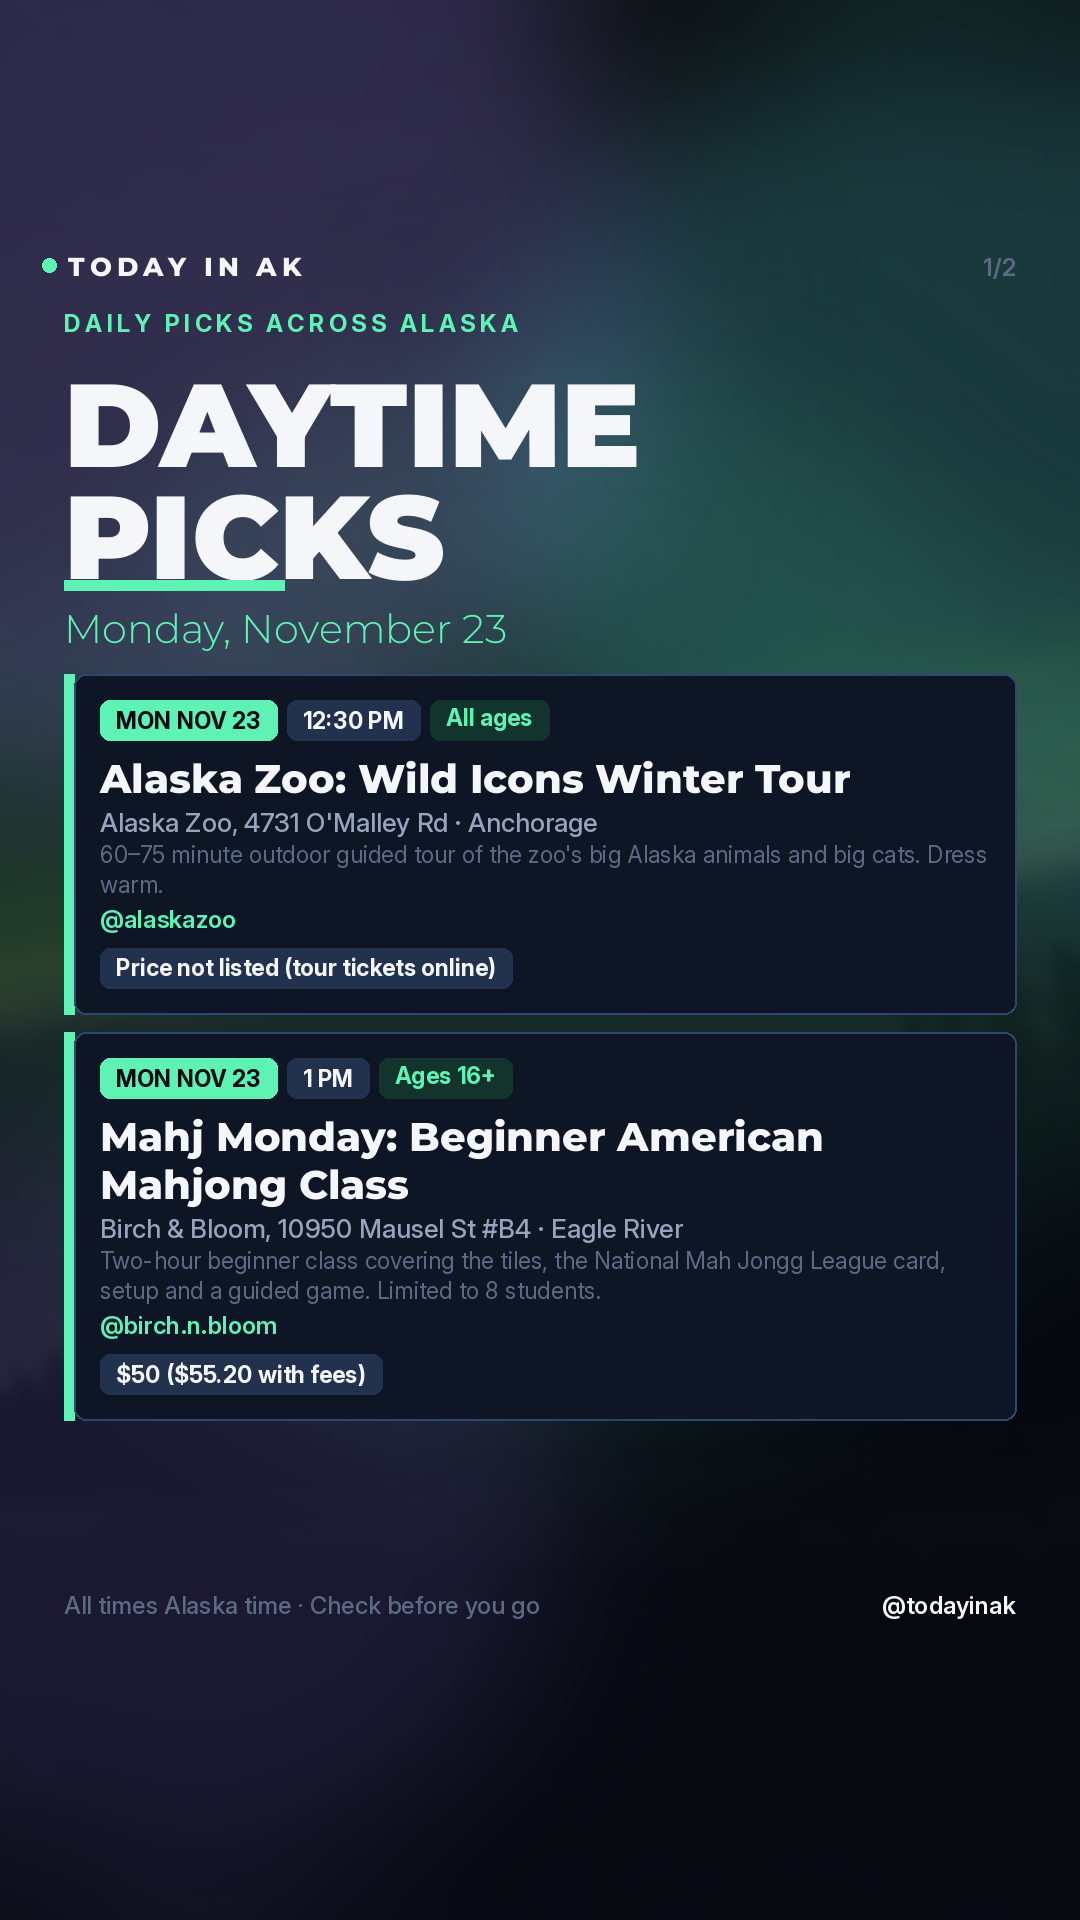 TODAY IN AK
1/2
DAILY PICKS ACROSS ALASKA
DAYTIME
PICKS
Monday, November 23
MON NOV 23 12:30 PM All ages
Alaska Zoo: Wild Icons Winter Tour
Alaska Zoo, 4731 O'Malley Rd · Anchorage
60–75 minute outdoor guided tour of the zoo's big Alaska animals and big cats. Dress
warm.
@alaskazoo
Price not listed (tour tickets online)
MON NOV 23 1 PM Ages 16+
Mahj Monday: Beginner American
Mahjong Class
Birch & Bloom, 10950 Mausel St #B4 · Eagle River
Two-hour beginner class covering the tiles, the National Mah Jongg League card,
setup and a guided game. Limited to 8 students.
@birch.n.bloom
$50 ($55.20 with fees)
All times Alaska time · Check before you go
@todayinak